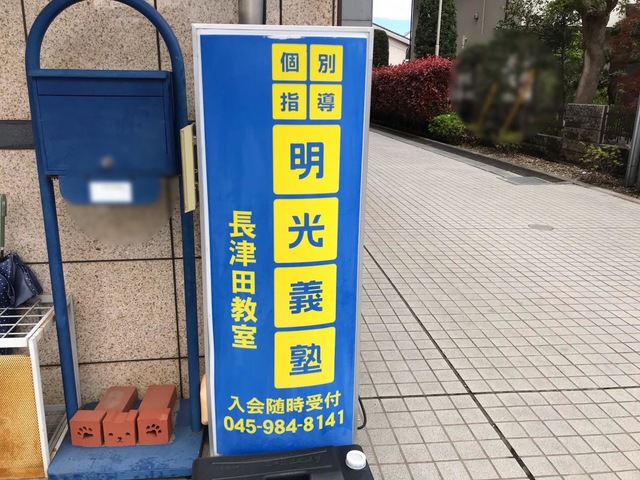 個別
指導
明光義塾
長津田教室
入会随時受付
045-984-8141